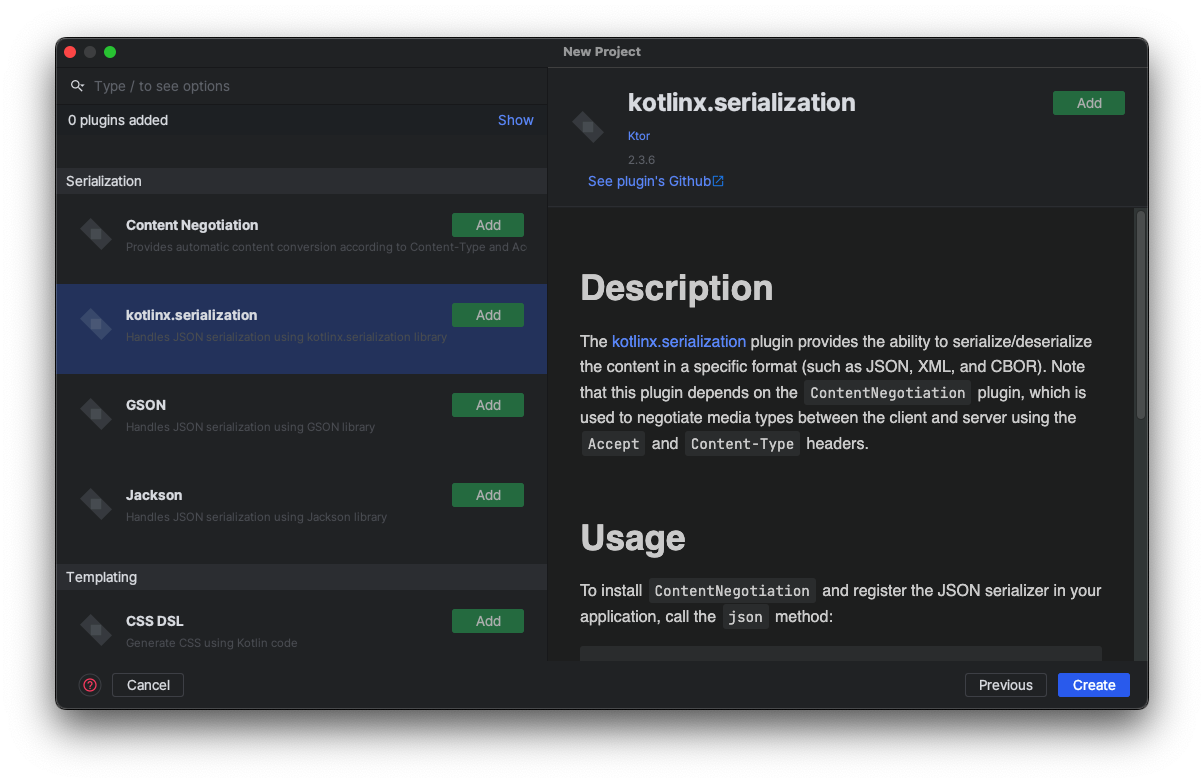 New Project
Type / to see options
0 plugins added
Show
Serialization
Content Negotiation
Add
Provides automatic content conversion according to Content-Type and Ac
kotlinx.serialization
Add
Handles JSON serialization using kotlinx.serialization library
GSON
Add
Handles JSON serialization using GSON library
Jackson
Add
Handles JSON serialization using Jackson library
Templating
CSS DSL
Add
Generate CSS using Kotlin code
kotlinx.serialization
Add
Ktor
2.3.6
See plugin's Github
Description
The kotlinx.serialization plugin provides the ability to serialize/deserialize
the content in a specific format (such as JSON, XML, and CBOR). Note
that this plugin depends on the ContentNegotiation plugin, which is
used to negotiate media types between the client and server using the
Accept and Content-Type headers.
Usage
To install ContentNegotiation and register the JSON serializer in your
application, call the json method:
?
Cancel
Previous
Create